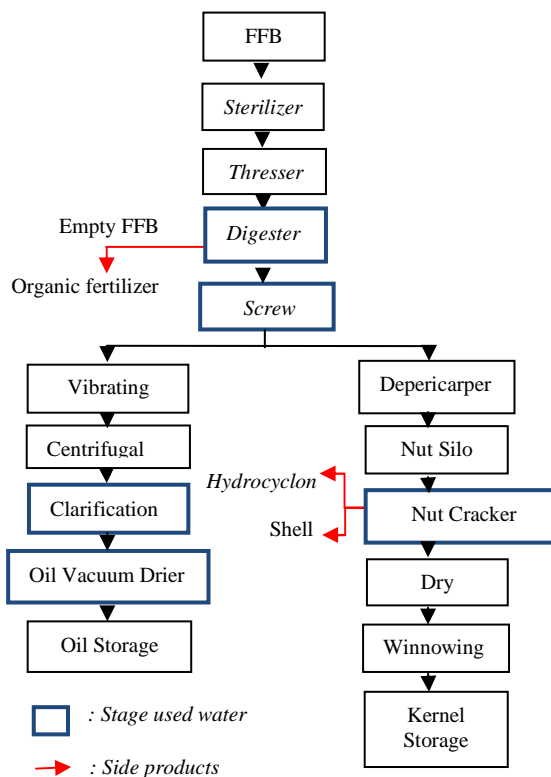 FFB
Sterilizer
Thresser
Empty FFB
Digester
Organic fertilizer
Screw
Vibrating
Depericarper
Centrifugal
Nut Silo
Hydrocyclon
Clarification
Nut Cracker
Shell
Oil Vacuum Drier
Dry
Oil Storage
Winnowing
: Stage used water
Kernel
Storage
: Side products